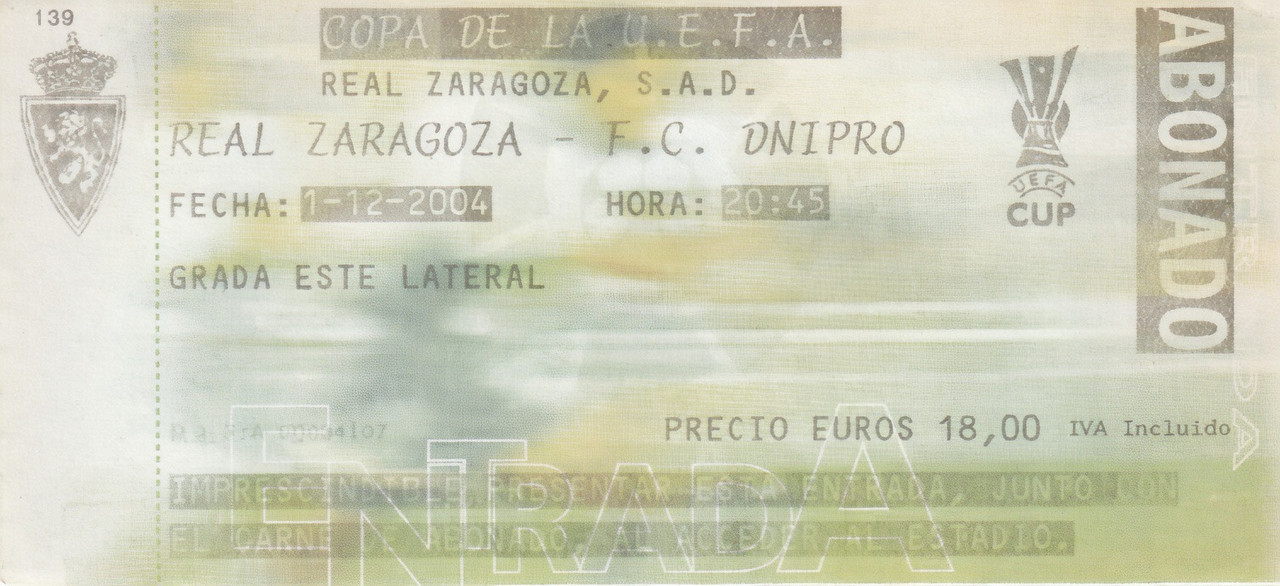 139
COPA DE LA U.E.F.A.
REAL ZARAGOZA, S.A.D.
REAL ZARAGOZA - F.C. DNIPRO
FECHA: 1-12-2004 HORA: 20:45
UEFA
CUP
GRADA ESTE LATERAL
ABONADO
PRECIO EUROS 18,00 IVA Incluido
IMPRESCINDIBLE PRESENTAR ESTA ENTRADA, JUNTO CON
EL CARNE DE ABONADO, AL ACCEDER AL ESTADIO.
ENTRADA
ENTRADA